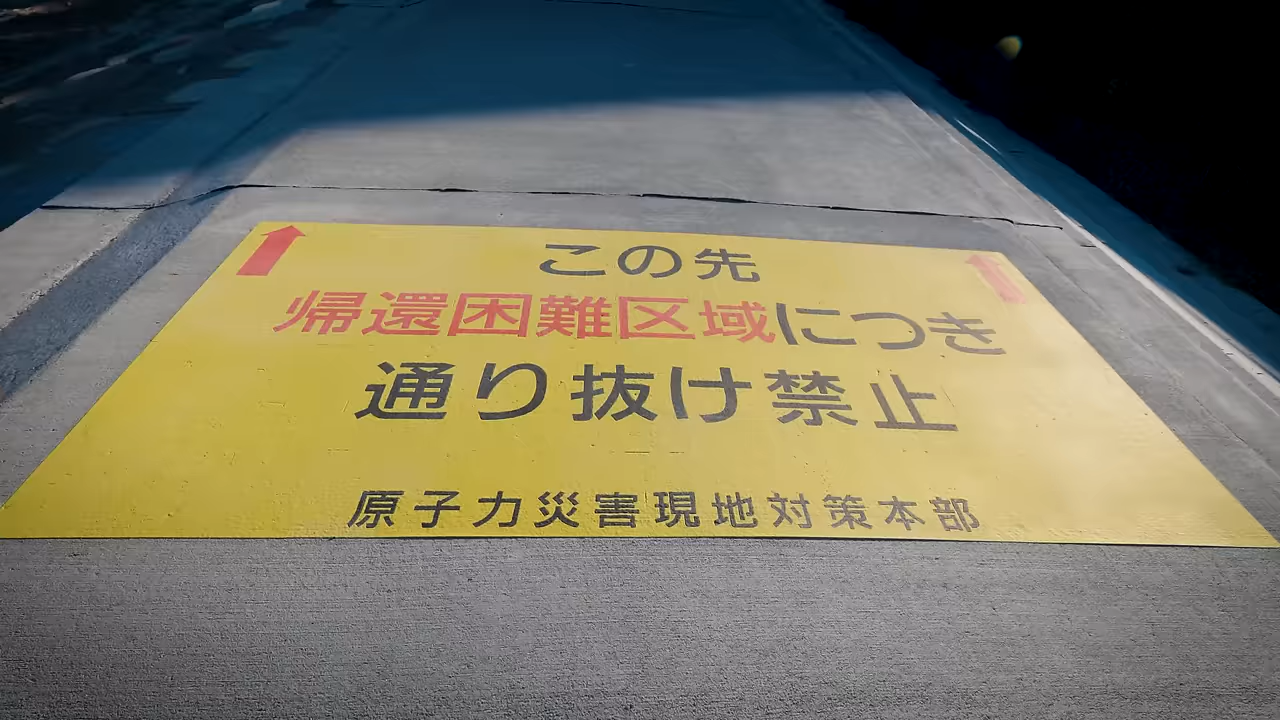 この先
帰還困難区域につき
通り抜け禁止
原子力災害現地対策本部